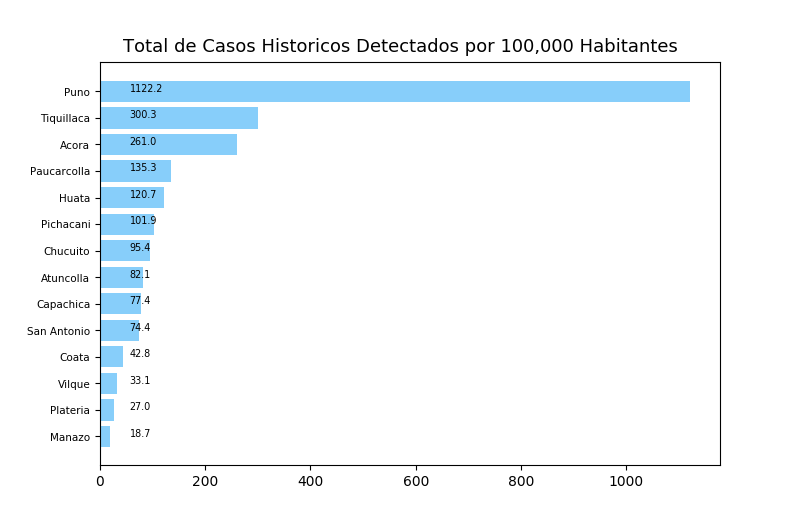 Total de Casos Historicos Detectados por 100,000 Habitantes
Puno 1122.2
Tiquillaca 300.3
Acora 261.0
Paucarcolla 135.3
Huata 120.7
Pichacani 101.9
Chucuito 95.4
Atuncolla 82.1
Capachica 77.4
San Antonio 74.4
Coata 42.8
Vilque 33.1
Plateria 27.0
Manazo 18.7
0 200 400 600 800 1000